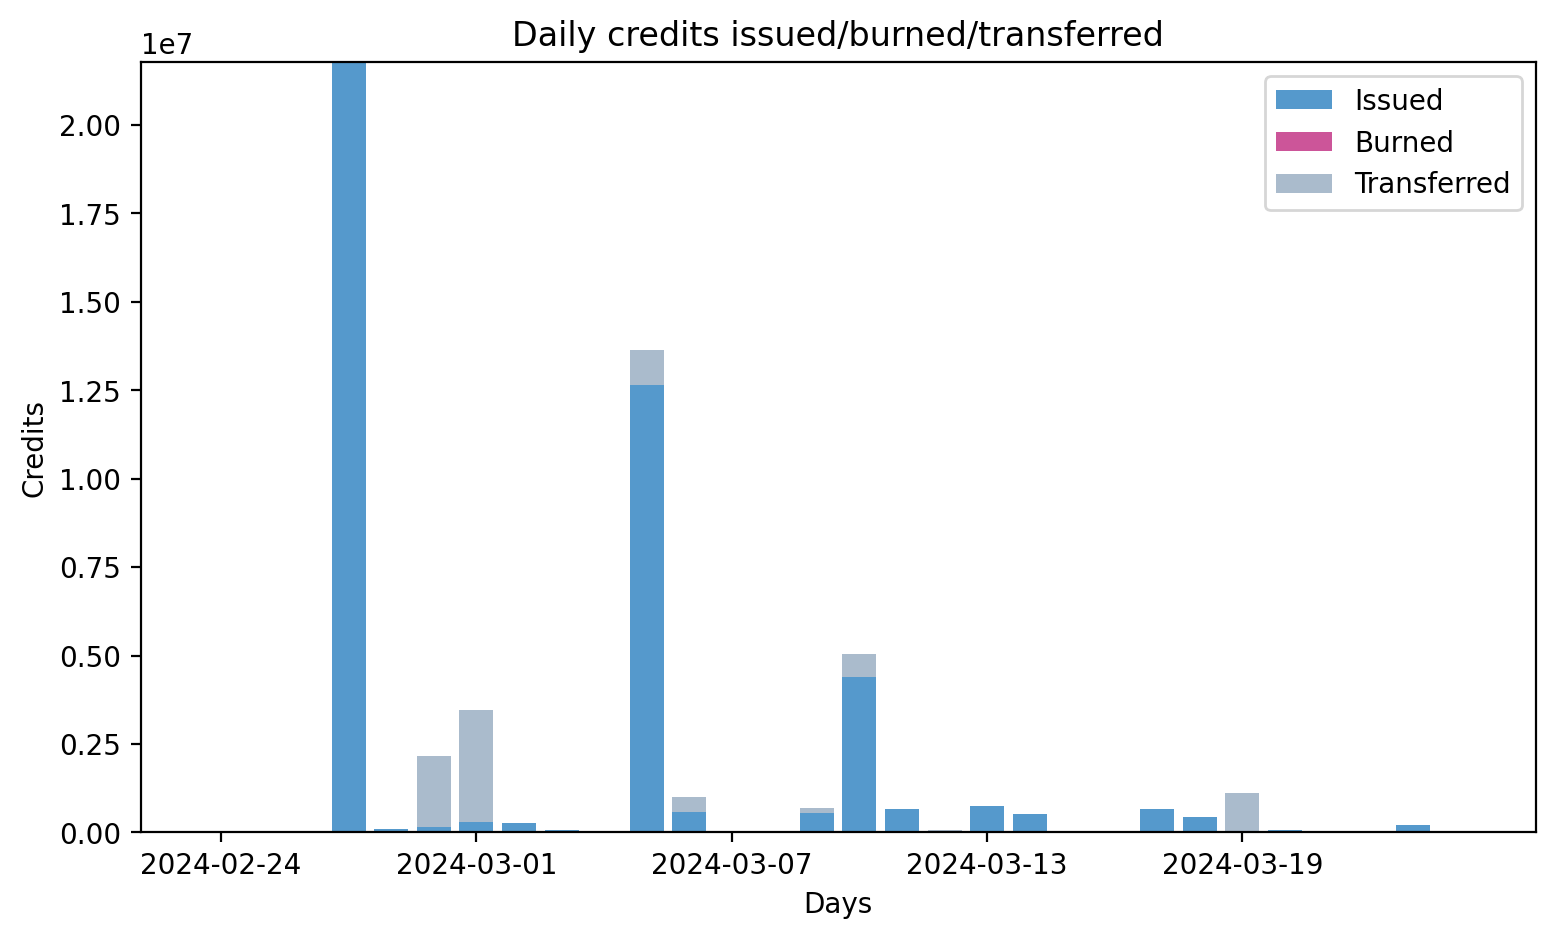 Daily credits issued/burned/transferred
1e7
2.00
1.75
1.50
1.25
1.00
0.75
0.50
0.25
0.00
Credits
Issued
Burned
Transferred
2024-02-24
2024-03-01
2024-03-07
2024-03-13
2024-03-19
Days